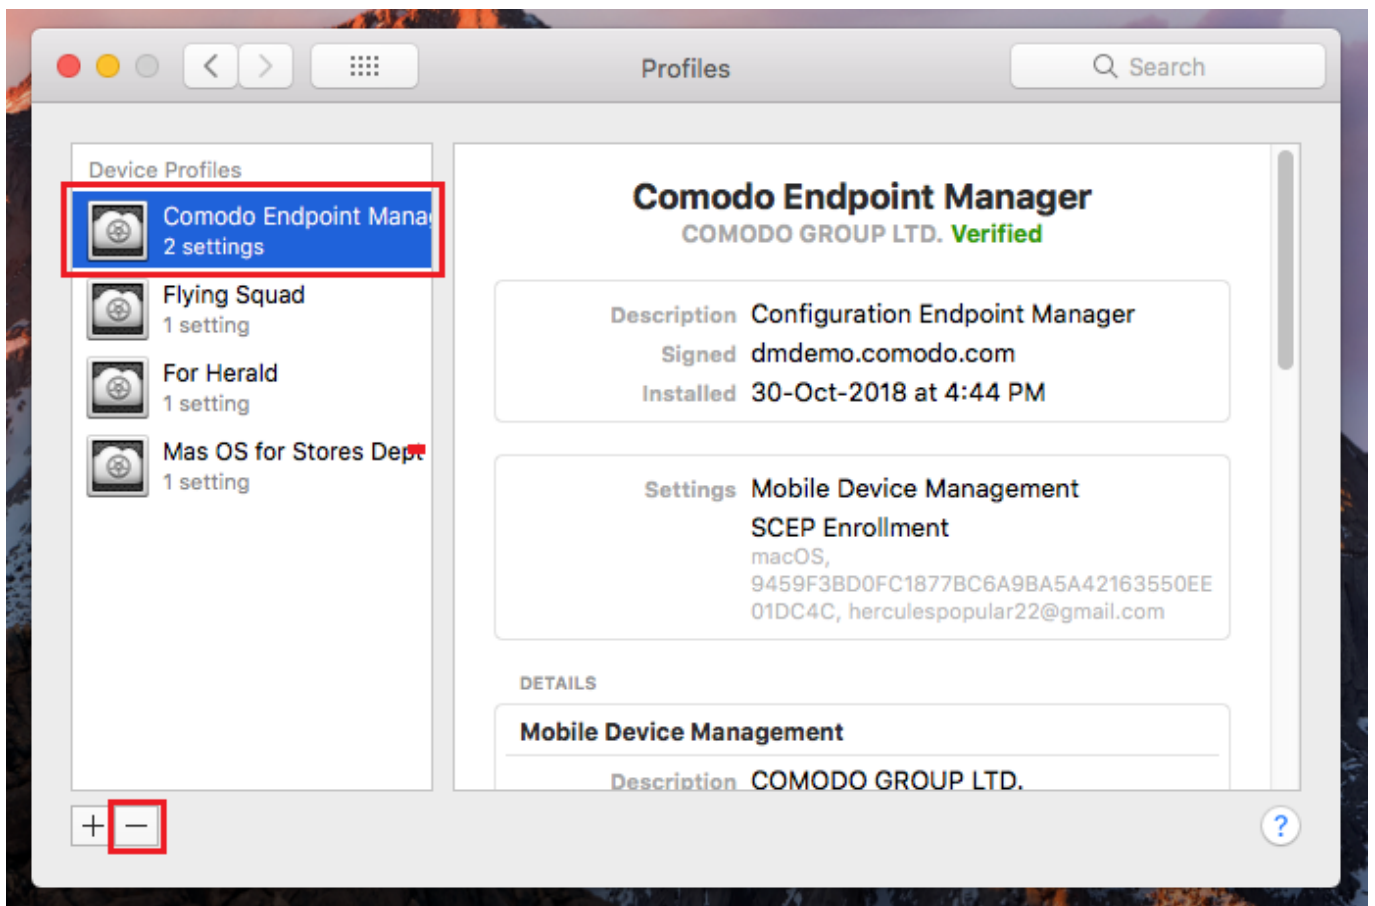 Profiles
Search
Device Profiles
Comodo Endpoint Mana
2 settings
Flying Squad
1 setting
For Herald
1 setting
Mas OS for Stores Dept
1 setting
Comodo Endpoint Manager
COMODO GROUP LTD. Verified
Description Configuration Endpoint Manager
Signed dmdemo.comodo.com
Installed 30-Oct-2018 at 4:44 PM
Settings Mobile Device Management
SCEP Enrollment
macOS,
9459F3BD0FC1877BC6A9BA5A42163550EE
01DC4C, herculespopular22@gmail.com
DETAILS
Mobile Device Management
Description COMODO GROUP LTD.
?